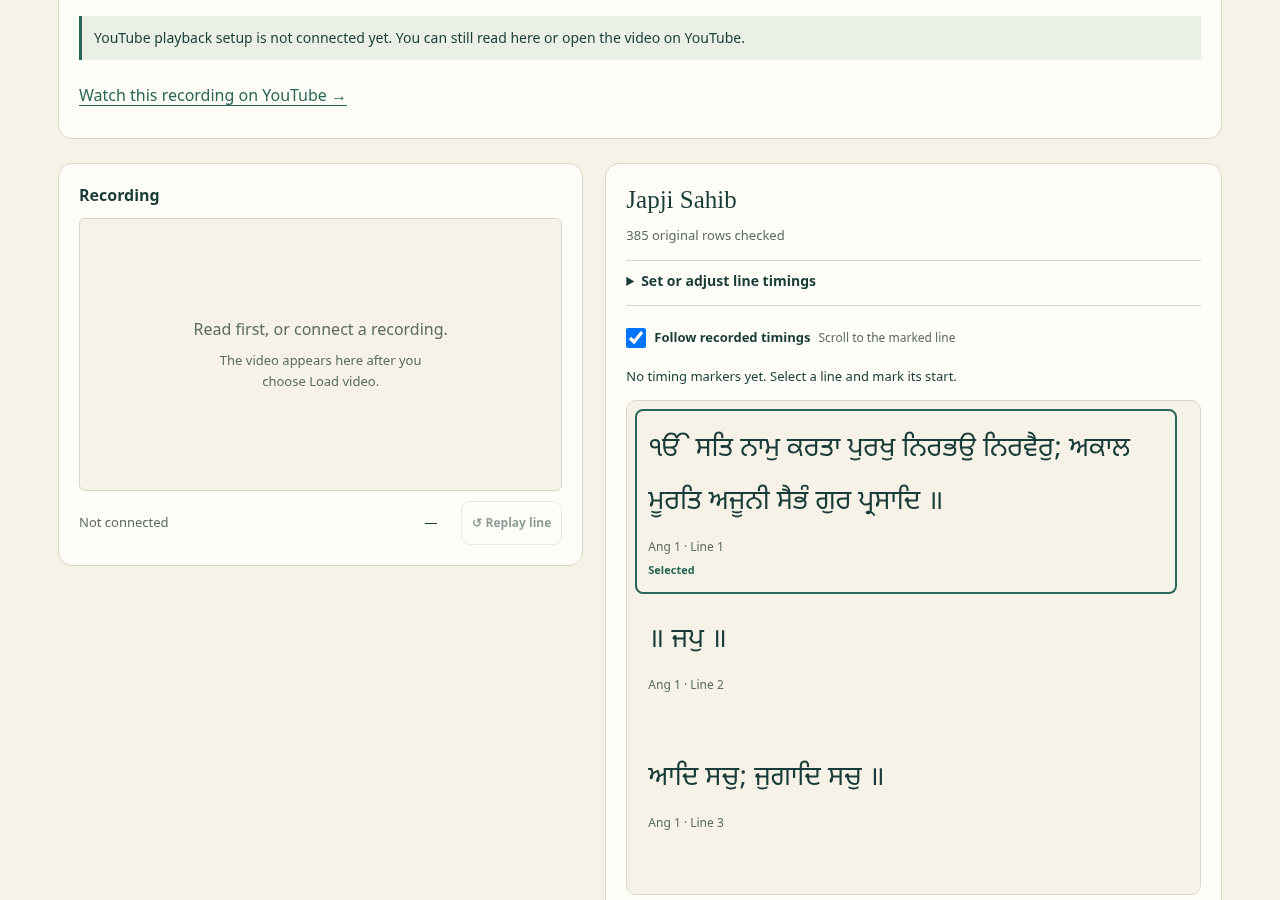 YouTube playback setup is not connected yet. You can still read here or open the video on YouTube.
Watch this recording on YouTube →
Recording
Read first, or connect a recording.
The video appears here after you
choose Load video.
Not connected — ↺ Replay line
Japji Sahib
385 original rows checked
▶ Set or adjust line timings
Follow recorded timings Scroll to the marked line
No timing markers yet. Select a line and mark its start.
ੴ ਸਤਿ ਨਾਮੁ ਕਰਤਾ ਪੁਰਖੁ ਨਿਰਭਉ ਨਿਰਵੈਰੁ; ਅਕਾਲ
ਮੂਰਤਿ ਅਜੂਨੀ ਸੈਭੰ ਗੁਰ ਪ੍ਰਸਾਦਿ ॥
Ang 1 · Line 1
Selected
॥ ਜਪੁ ॥
Ang 1 · Line 2
ਆਦਿ ਸਚੁ; ਜੁਗਾਦਿ ਸਚੁ ॥
Ang 1 · Line 3